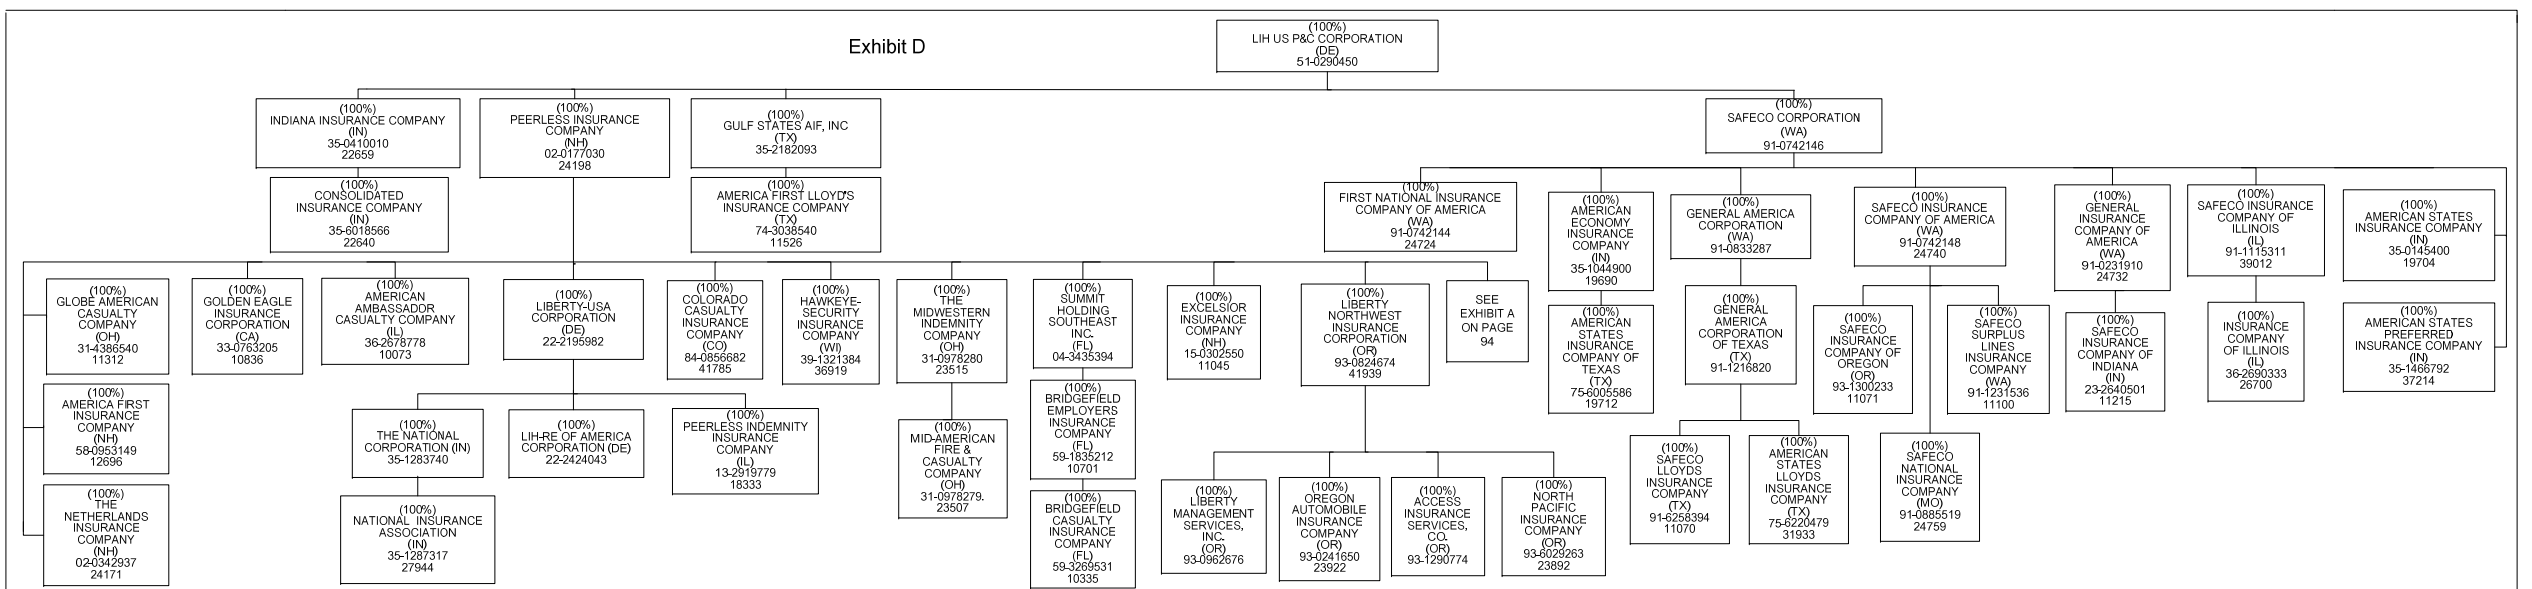 Exhibit D
(100%)
LIH US P&C CORPORATION
(DE)
51-0290450
(100%)
INDIANA INSURANCE COMPANY
(IN)
35-0410010
22659
(100%)
PEERLESS INSURANCE
COMPANY
(NH)
02-0177030
24198
(100%)
GULF STATES AIF, INC
(TX)
35-2182093
(100%)
SAFECO CORPORATION
(WA)
91-0742146
(100%)
CONSOLIDATED
INSURANCE COMPANY
(IN)
35-6018566
22640
(100%)
AMERICA FIRST LLOYD'S
INSURANCE COMPANY
(TX)
74-3038540
11526
(100%)
FIRST NATIONAL INSURANCE
COMPANY OF AMERICA
(WA)
91-0742144
24724
(100%)
AMERICAN
ECONOMY
INSURANCE
COMPANY
(IN)
35-1044900
19690
(100%)
GENERAL AMERICA
CORPORATION
(WA)
91-0833287
(100%)
SAFECO INSURANCE
COMPANY OF AMERICA
(WA)
91-0742148
24740
(100%)
GENERAL
INSURANCE
COMPANY OF
AMERICA
(WA)
91-0231910
24732
(100%)
SAFECO INSURANCE
COMPANY OF
ILLINOIS
(IL)
91-1115311
39012
(100%)
AMERICAN STATES
INSURANCE COMPANY
(IN)
35-0145400
19704
(100%)
GLOBE AMERICAN
CASUALTY
COMPANY
(OH)
31-4386540
11312
(100%)
GOLDEN EAGLE
INSURANCE
CORPORATION
(CA)
33-0763205
10836
(100%)
AMERICAN
AMBASSADOR
CASUALTY COMPANY
(IL)
36-2678778
10073
(100%)
LIBERTY-USA
CORPORATION
(DE)
22-2195982
(100%)
COLORADO
CASUALTY
INSURANCE
COMPANY
(CO)
84-0856682
41785
(100%)
HAWKEYE-
SECURITY
INSURANCE
COMPANY
(WI)
39-1321384
36919
(100%)
THE
MIDWESTERN
INDEMNITY
COMPANY
(OH)
31-0978280
23515
(100%)
SUMMIT
HOLDING
SOUTHEAST
INC.
(FL)
04-3435394
(100%)
EXCELSIOR
INSURANCE
COMPANY
(NH)
15-0302550
11045
(100%)
LIBERTY
NORTHWEST
INSURANCE
CORPORATION
(OR)
93-0824674
41939
SEE
EXHIBIT A
ON PAGE
94
(100%)
AMERICAN
STATES
INSURANCE
COMPANY OF
TEXAS
(TX)
75-6005586
19712
(100%)
GENERAL
AMERICA
CORPORATION
OF TEXAS
(TX)
91-1216820
(100%)
SAFECO
INSURANCE
COMPANY OF
OREGON
(OR)
93-1300233
11071
(100%)
SAFECO
SURPLUS
LINES
INSURANCE
COMPANY
(WA)
91-1231536
11100
(100%)
SAFECO
INSURANCE
COMPANY OF
INDIANA
(IN)
23-2640501
11215
(100%)
INSURANCE
COMPANY
OF ILLINOIS
(IL)
36-2690333
26700
(100%)
AMERICAN STATES
PREFERRED
INSURANCE COMPANY
(IN)
35-1466792
37214
(100%)
AMERICA FIRST
INSURANCE
COMPANY
(NH)
58-0953149
12696
(100%)
THE NATIONAL
CORPORATION (IN)
35-1283740
(100%)
LIH-RE OF AMERICA
CORPORATION (DE)
22-2424043
(100%)
PEERLESS INDEMNITY
INSURANCE
COMPANY
(IL)
13-2919779
18333
(100%)
MID-AMERICAN
FIRE &
CASUALTY
COMPANY
(OH)
31-0978279.
23507
(100%)
BRIDGEFIELD
EMPLOYERS
INSURANCE
COMPANY
(FL)
59-1835212
10701
(100%)
SAFECO
LLOYDS
INSURANCE
COMPANY
(TX)
91-6258394
11070
(100%)
AMERICAN
STATES
LLOYDS
INSURANCE
COMPANY
(TX)
75-6220479
31933
(100%)
SAFECO
NATIONAL
INSURANCE
COMPANY
(MO)
91-0885519
24759
(100%)
THE
NETHERLANDS
INSURANCE
COMPANY
(NH)
02-0342937
24171
(100%)
NATIONAL INSURANCE
ASSOCIATION
(IN)
35-1287317
27944
(100%)
BRIDGEFIELD
CASUALTY
INSURANCE
COMPANY
(FL)
59-3269531
10335
(100%)
LIBERTY
MANAGEMENT
SERVICES,
INC.
(OR)
93-0962676
(100%)
OREGON
AUTOMOBILE
INSURANCE
COMPANY
(OR)
93-0241650
23922
(100%)
ACCESS
INSURANCE
SERVICES,
CO.
(OR)
93-1290774
(100%)
NORTH
PACIFIC
INSURANCE
COMPANY
(OR)
93-6029263
23892